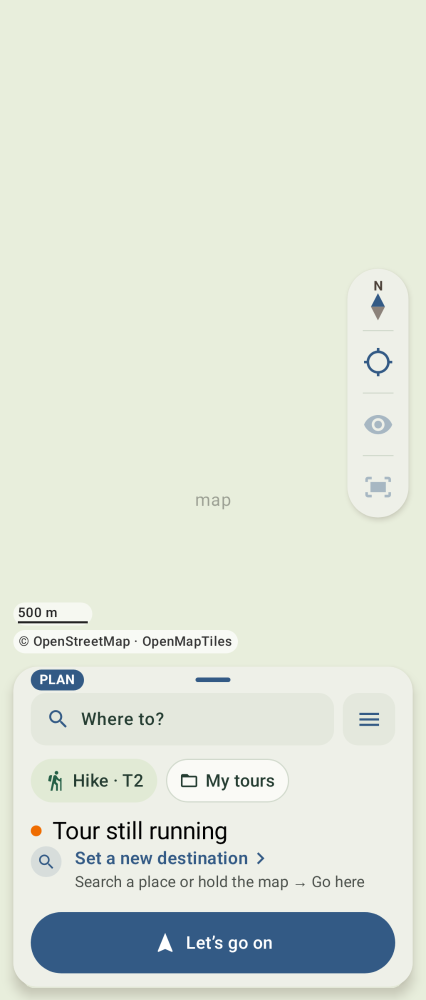 N
map
500 m
© OpenStreetMap · OpenMapTiles
PLAN
Where to?
Hike · T2
My tours
Tour still running
Set a new destination
Search a place or hold the map → Go here
Let's go on